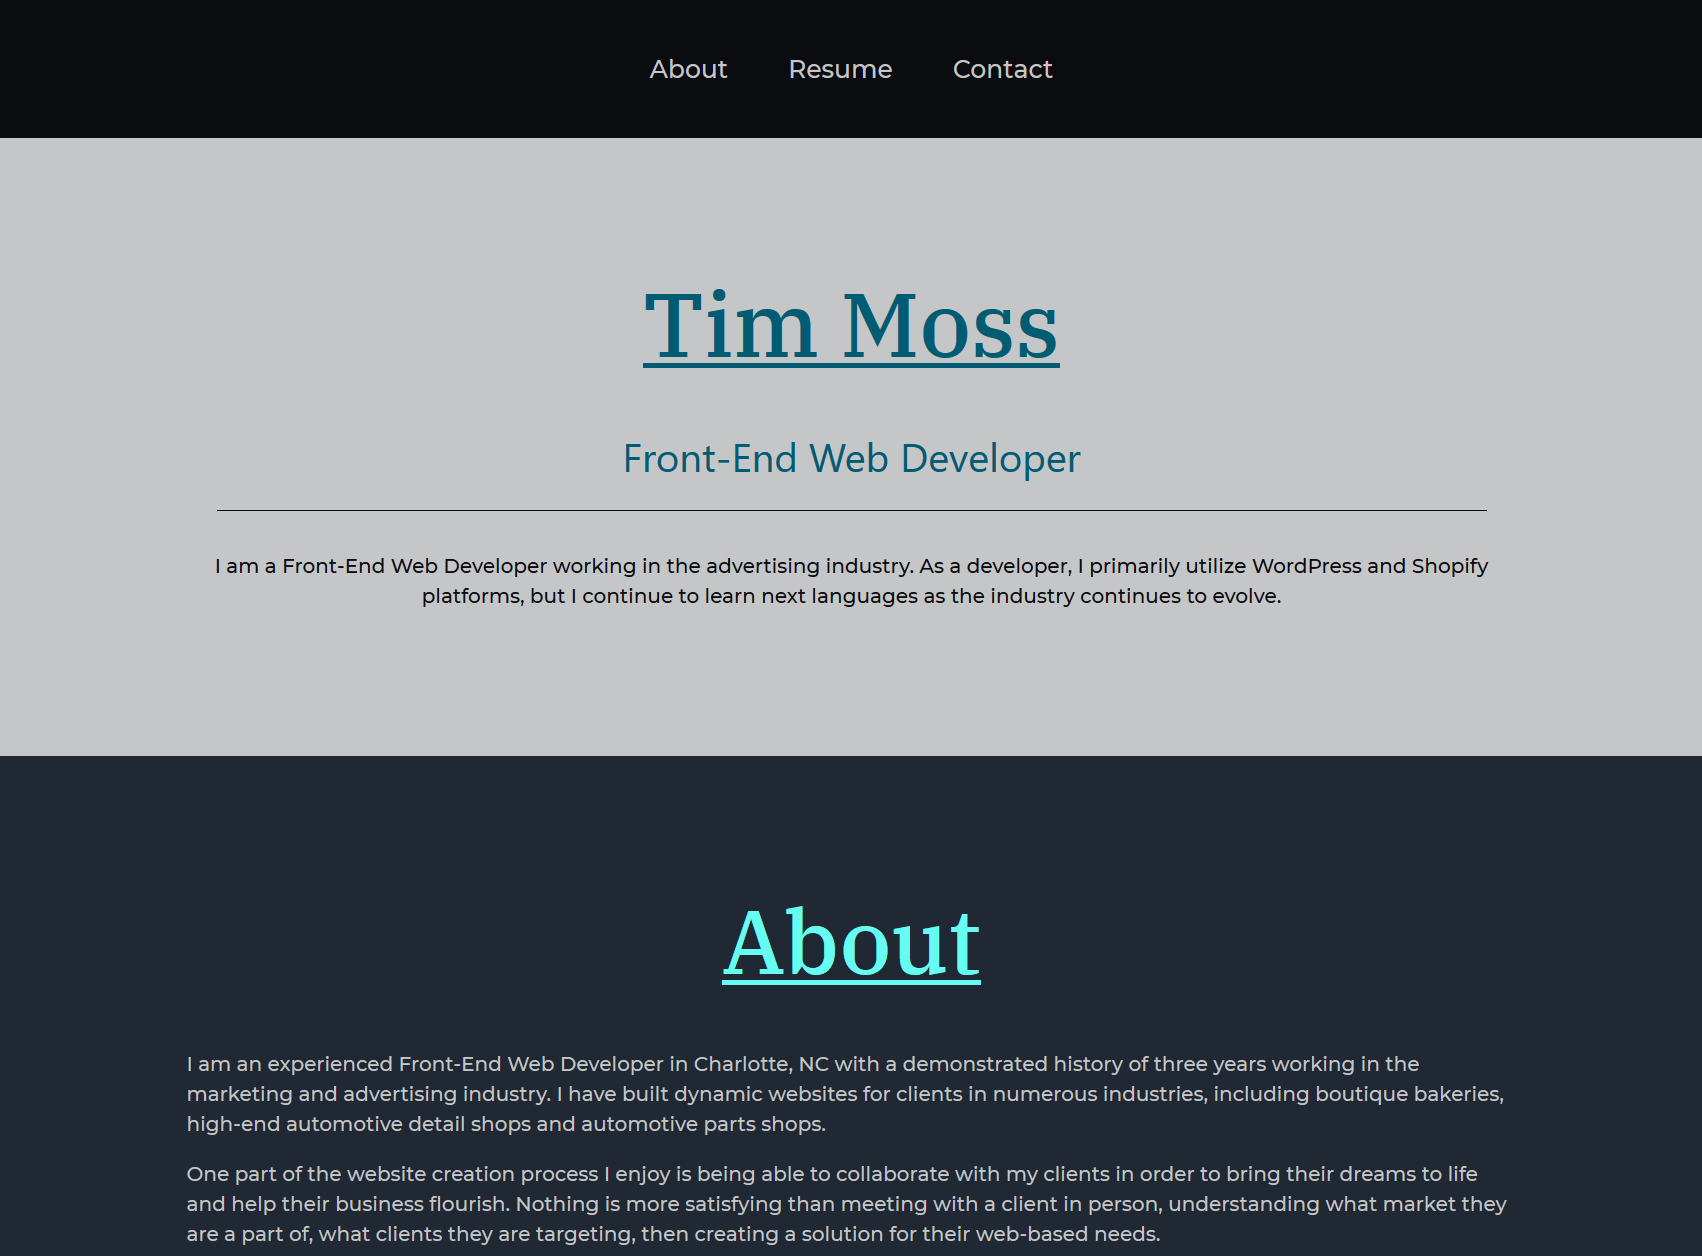 About Resume Contact
Tim Moss
Front-End Web Developer
I am a Front-End Web Developer working in the advertising industry. As a developer, I primarily utilize WordPress and Shopify
platforms, but I continue to learn next languages as the industry continues to evolve.
About
I am an experienced Front-End Web Developer in Charlotte, NC with a demonstrated history of three years working in the
marketing and advertising industry. I have built dynamic websites for clients in numerous industries, including boutique bakeries,
high-end automotive detail shops and automotive parts shops.
One part of the website creation process I enjoy is being able to collaborate with my clients in order to bring their dreams to life
and help their business flourish. Nothing is more satisfying than meeting with a client in person, understanding what market they
are a part of, what clients they are targeting, then creating a solution for their web-based needs.